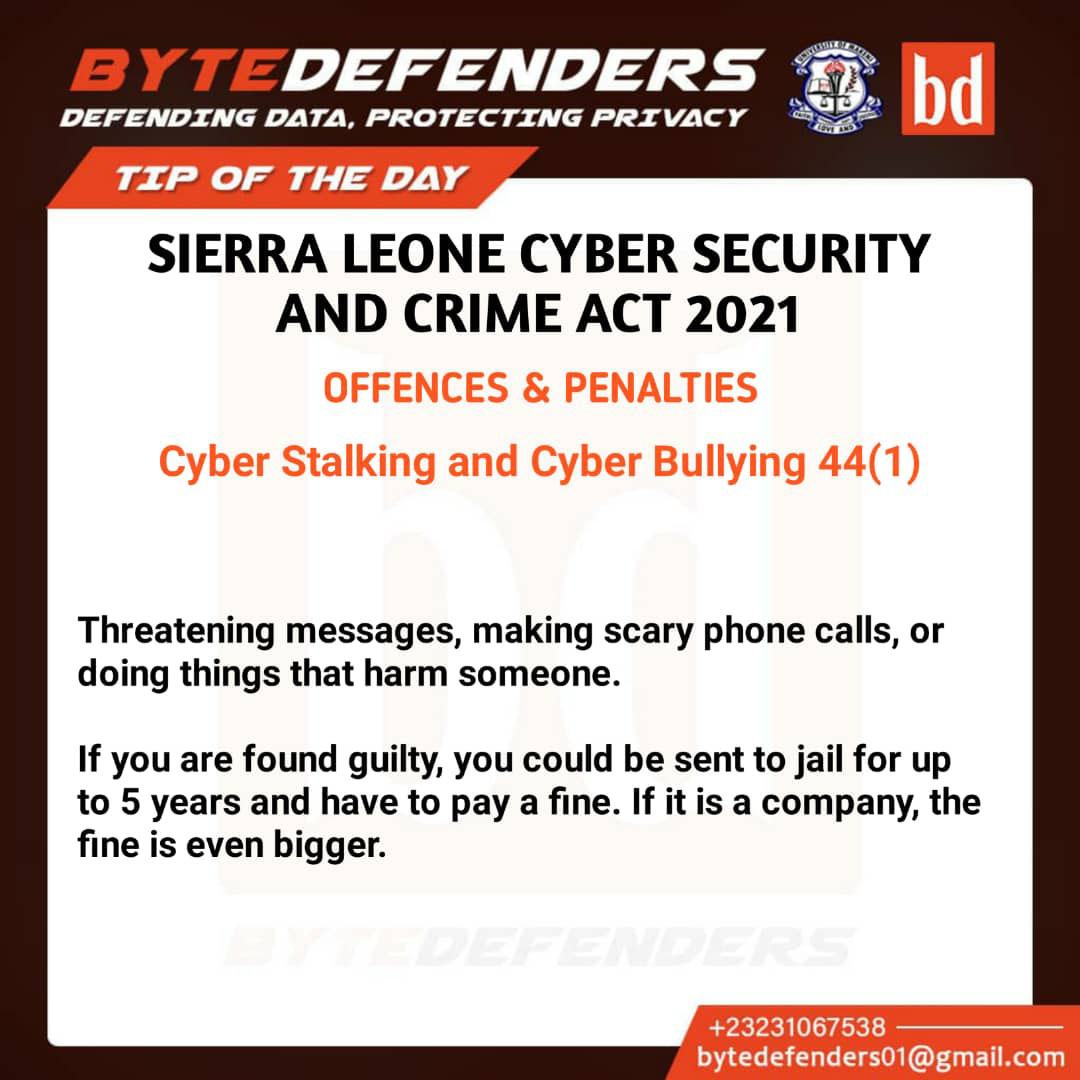 BYTEDEFENDERS
DEFENDING DATA, PROTECTING PRIVACY
UNIVERSITY OF MAKENI
LOVE AND
bd
TIP OF THE DAY
SIERRA LEONE CYBER SECURITY
AND CRIME ACT 2021
OFFENCES & PENALTIES
Cyber Stalking and Cyber Bullying 44(1)
Threatening messages, making scary phone calls, or
doing things that harm someone.
If you are found guilty, you could be sent to jail for up
to 5 years and have to pay a fine. If it is a company, the
fine is even bigger.
bd
BYTEDEFENDERS
+23231067538
bytedefenders01@gmail.com